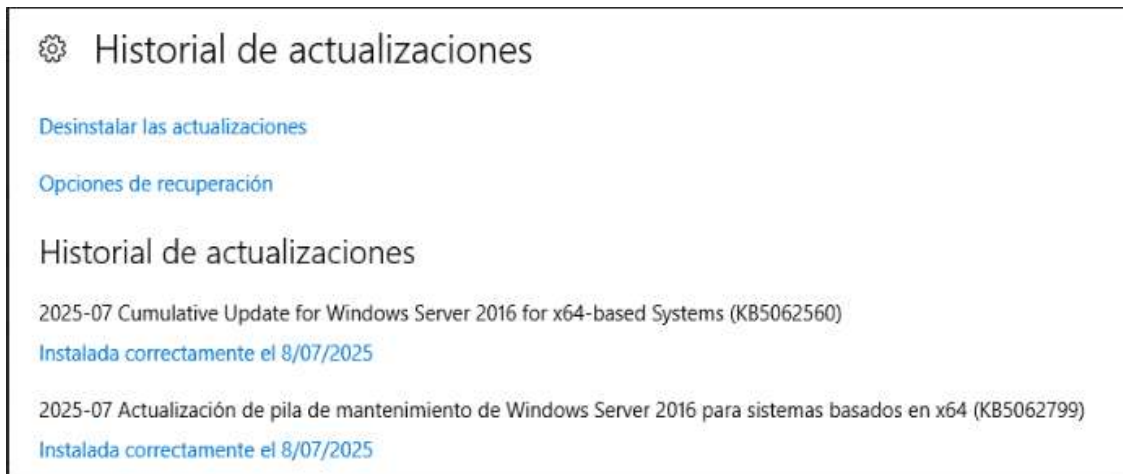 Historial de actualizaciones
Desinstalar las actualizaciones
Opciones de recuperación
Historial de actualizaciones
2025-07 Cumulative Update for Windows Server 2016 for x64-based Systems (KB5062560)
Instalada correctamente el 8/07/2025
2025-07 Actualización de pila de mantenimiento de Windows Server 2016 para sistemas basados en x64 (KB5062799)
Instalada correctamente el 8/07/2025